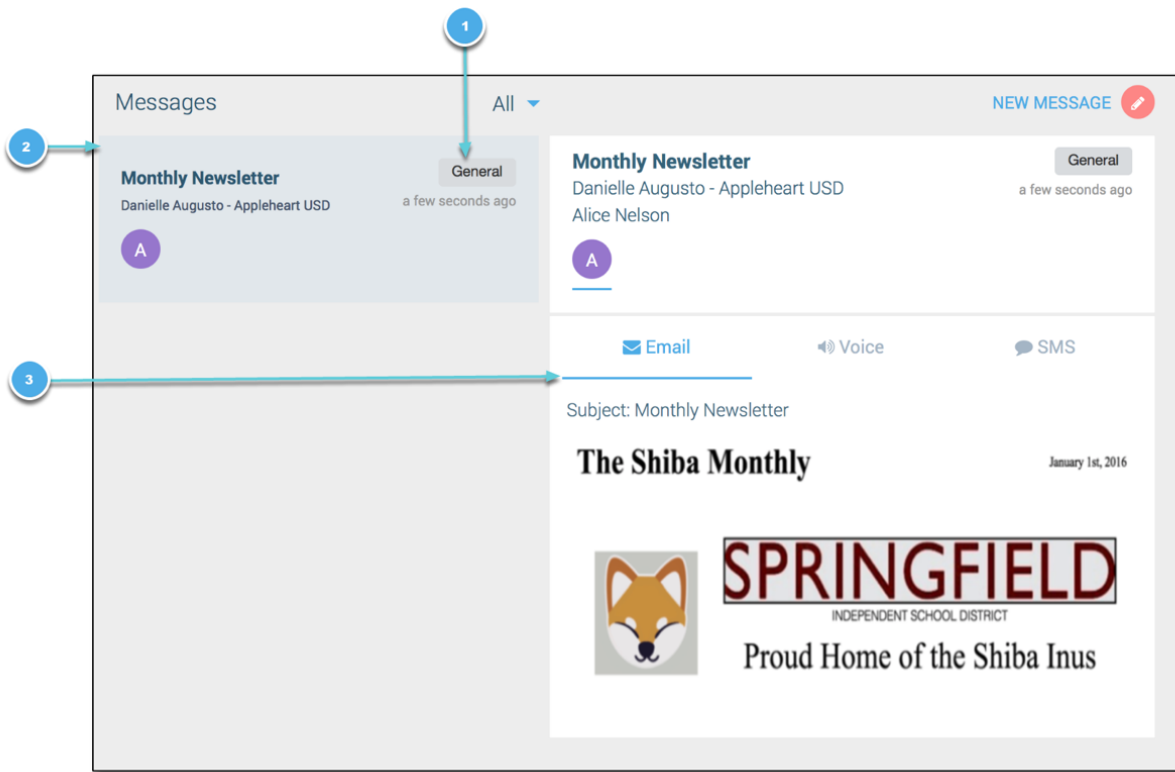 1
Messages
All
NEW MESSAGE
2
Monthly Newsletter
General
Danielle Augusto - Appleheart USD
a few seconds ago
A
Monthly Newsletter
General
Danielle Augusto - Appleheart USD
a few seconds ago
Alice Nelson
A
Email
Voice
SMS
3
Subject: Monthly Newsletter
The Shiba Monthly
January 1st, 2016
SPRINGFIELD
INDEPENDENT SCHOOL DISTRICT
Proud Home of the Shiba Inus